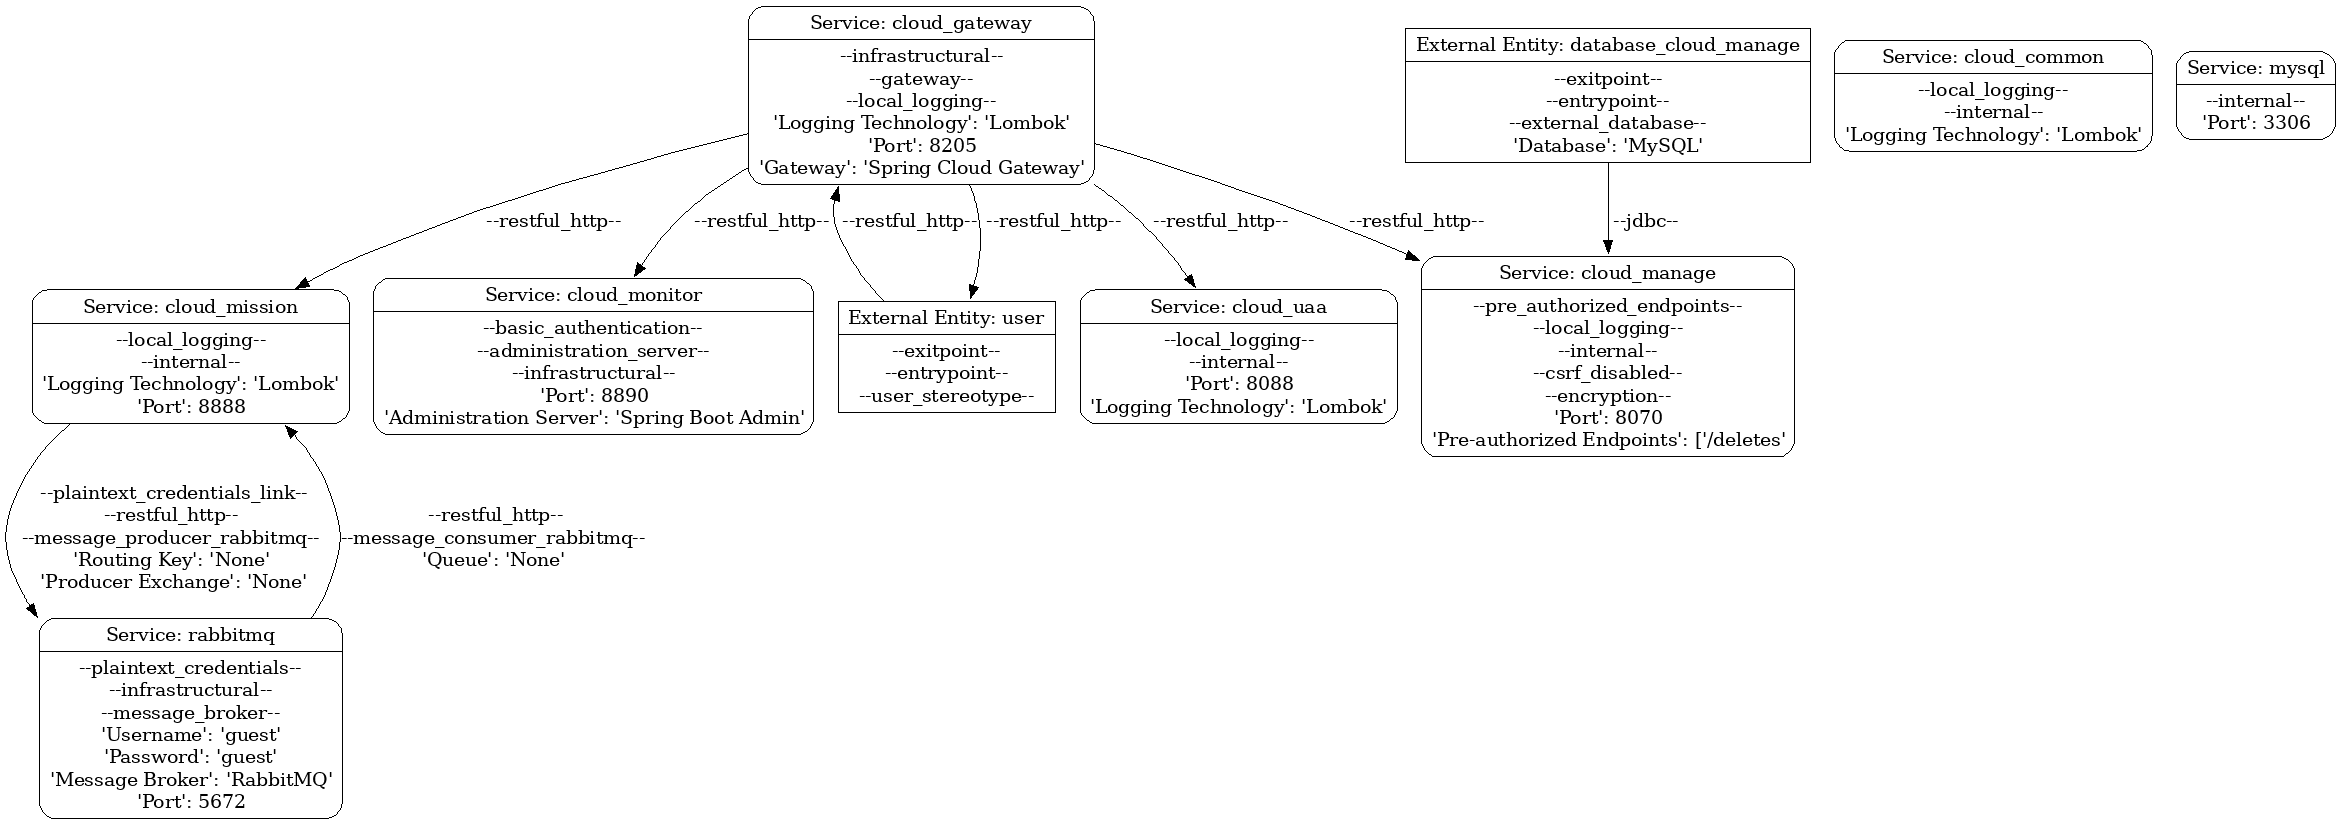 Service: cloud_gateway
--infrastructural--
--gateway--
--local_logging--
'Logging Technology': 'Lombok'
'Port': 8205
'Gateway': 'Spring Cloud Gateway'
External Entity: database_cloud_manage
--exitpoint--
--entrypoint--
--external_database--
'Database': 'MySQL'
Service: cloud_common
--local_logging--
--internal--
'Logging Technology': 'Lombok'
Service: mysql
--internal--
'Port': 3306
--restful_http--
--restful_http--
--restful_http--
--restful_http--
--restful_http--
--restful_http--
--jdbc--
Service: cloud_mission
--local_logging--
--internal--
'Logging Technology': 'Lombok'
'Port': 8888
Service: cloud_monitor
--basic_authentication--
--administration_server--
--infrastructural--
'Port': 8890
'Administration Server': 'Spring Boot Admin'
External Entity: user
--exitpoint--
--entrypoint--
--user_stereotype--
Service: cloud_uaa
--local_logging--
--internal--
'Port': 8088
'Logging Technology': 'Lombok'
Service: cloud_manage
--pre_authorized_endpoints--
--local_logging--
--internal--
--csrf_disabled--
--encryption--
'Port': 8070
'Pre-authorized Endpoints': ['/deletes'
--plaintext_credentials_link--
--restful_http--
--message_producer_rabbitmq--
'Routing Key': 'None'
'Producer Exchange': 'None'
--restful_http--
--message_consumer_rabbitmq--
'Queue': 'None'
Service: rabbitmq
--plaintext_credentials--
--infrastructural--
--message_broker--
'Username': 'guest'
'Password': 'guest'
'Message Broker': 'RabbitMQ'
'Port': 5672